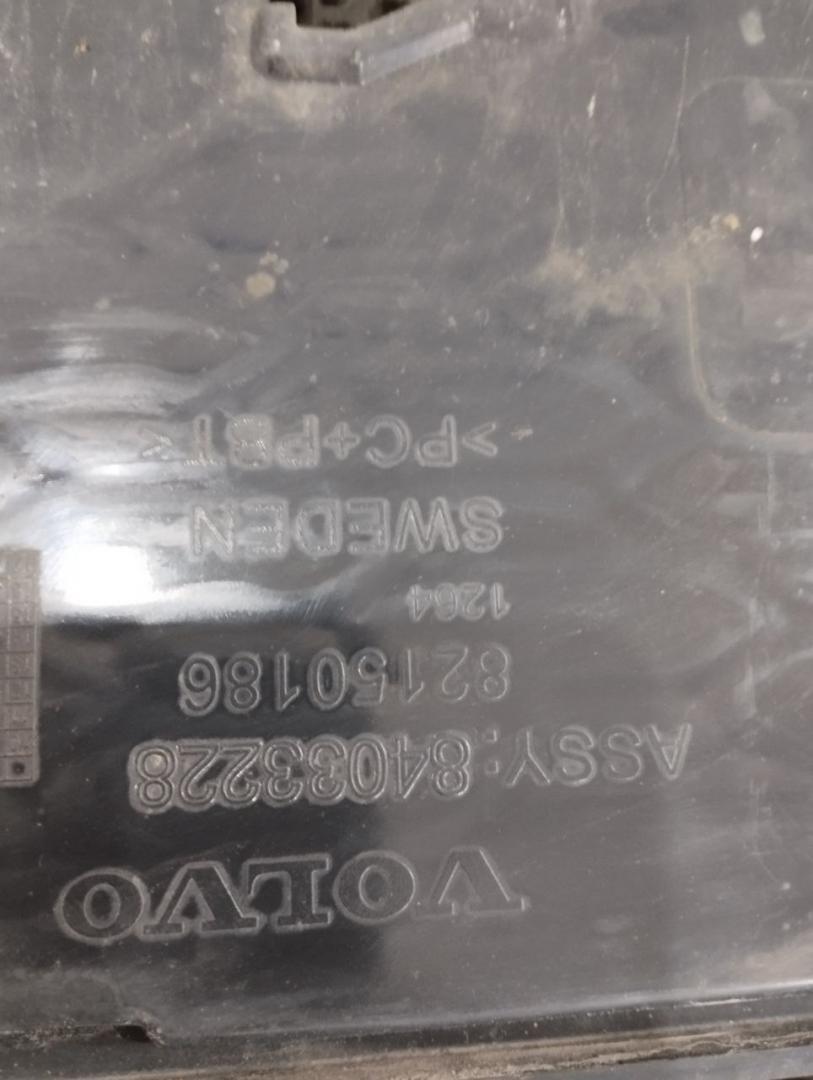 VOLVO
ASSY:84033228
82150186
1264
SWEDEN
>PC+PBT<